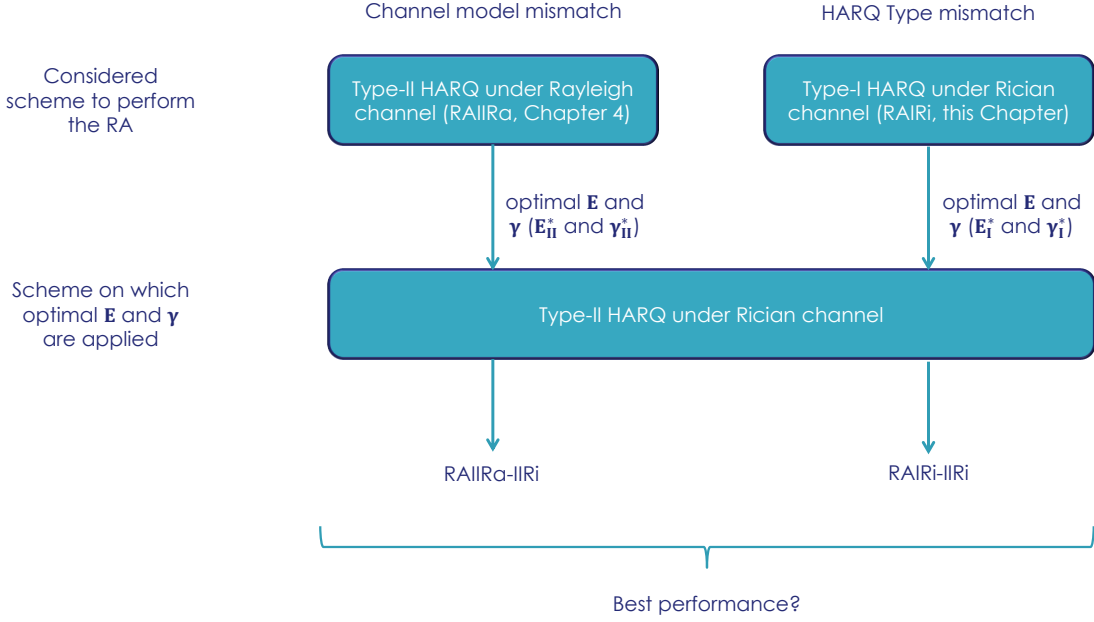 Channel model mismatch
HARQ Type mismatch
Considered
scheme to perform
the RA
Type-II HARQ under Rayleigh
channel (RAIIRa, Chapter 4)
Type-I HARQ under Rician
channel (RAIRi, this Chapter)
optimal E and
γ (E*II and γ*II)
optimal E and
γ (E*I and γ*I)
Scheme on which
optimal E and γ
are applied
Type-II HARQ under Rician channel
RAIIRa-IIRi
RAIRi-IIRi
Best performance?